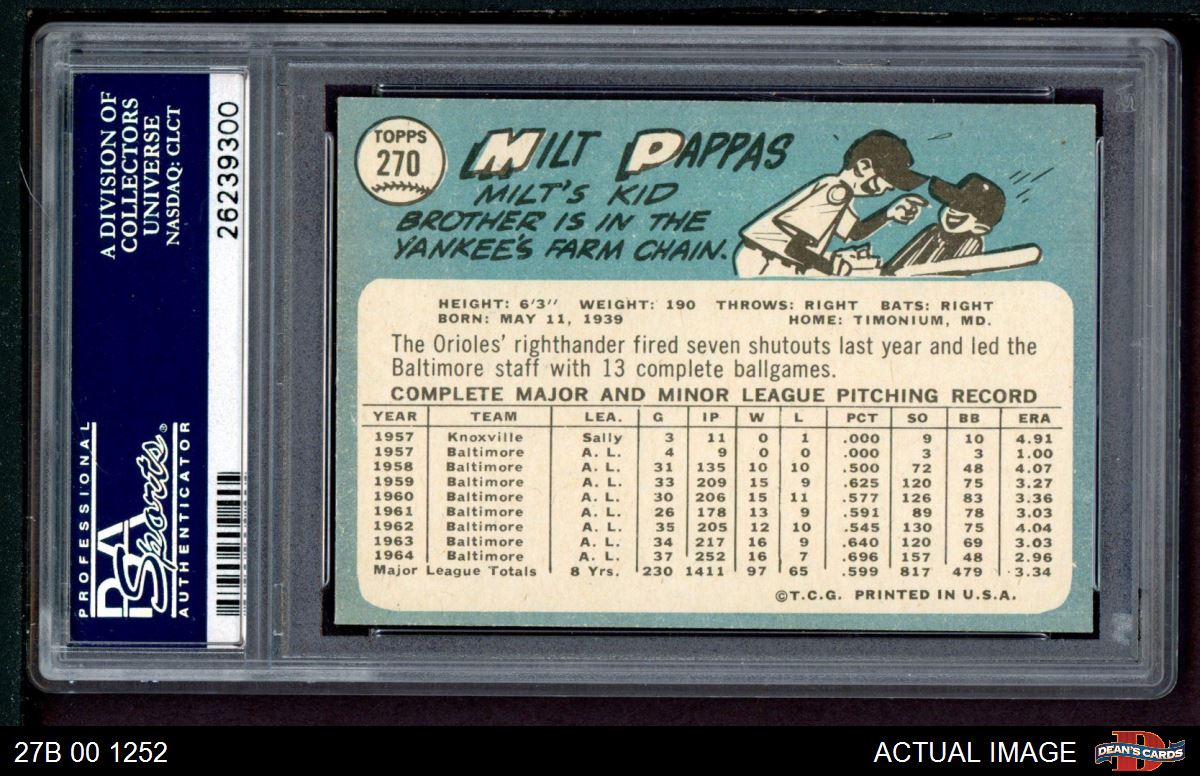 A DIVISION OF
COLLECTORS
UNIVERSE
NASDAQ: CLCT
26239300
PROFESSIONAL
PSA
Sports®
AUTHENTICATOR
TOPPS
270
MILT PAPPAS
MILT'S KID
BROTHER IS IN THE
YANKEE'S FARM CHAIN.
HEIGHT: 6'3" WEIGHT: 190 THROWS: RIGHT BATS: RIGHT
BORN: MAY 11, 1939 HOME: TIMONIUM, MD.
The Orioles' righthander fired seven shutouts last year and led the
Baltimore staff with 13 complete ballgames.
COMPLETE MAJOR AND MINOR LEAGUE PITCHING RECORD
YEAR TEAM LEA. G IP W L PCT SO BB ERA
1957 Knoxville Sally 3 11 0 1 .000 9 10 4.91
1957 Baltimore A. L. 4 9 0 0 .000 3 3 1.00
1958 Baltimore A. L. 31 135 10 10 .500 72 48 4.07
1959 Baltimore A. L. 33 209 15 9 .625 120 75 3.27
1960 Baltimore A. L. 30 206 15 11 .577 126 83 3.36
1961 Baltimore A. L. 26 178 13 9 .591 89 78 3.03
1962 Baltimore A. L. 35 205 12 10 .545 130 75 4.04
1963 Baltimore A. L. 34 217 16 9 .640 120 69 3.03
1964 Baltimore A. L. 37 252 16 7 .696 157 48 2.96
Major League Totals 8 Yrs. 230 1411 97 65 .599 817 479 3.34
©T.C.G. PRINTED IN U.S.A.
27B 00 1252
ACTUAL IMAGE
DEAN'S CARDS